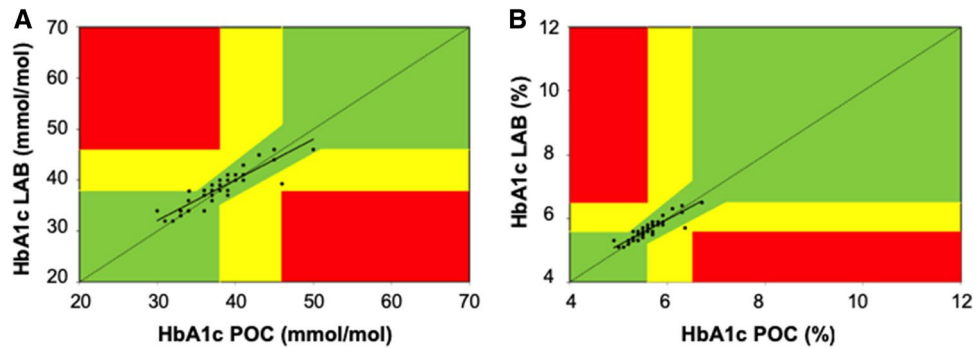 A
HbA1c LAB (mmol/mol)
70
60
50
40
30
20
20 30 40 50 60 70
HbA1c POC (mmol/mol)
B
HbA1c LAB (%)
12
10
8
6
4
4 6 8 10 12
HbA1c POC (%)